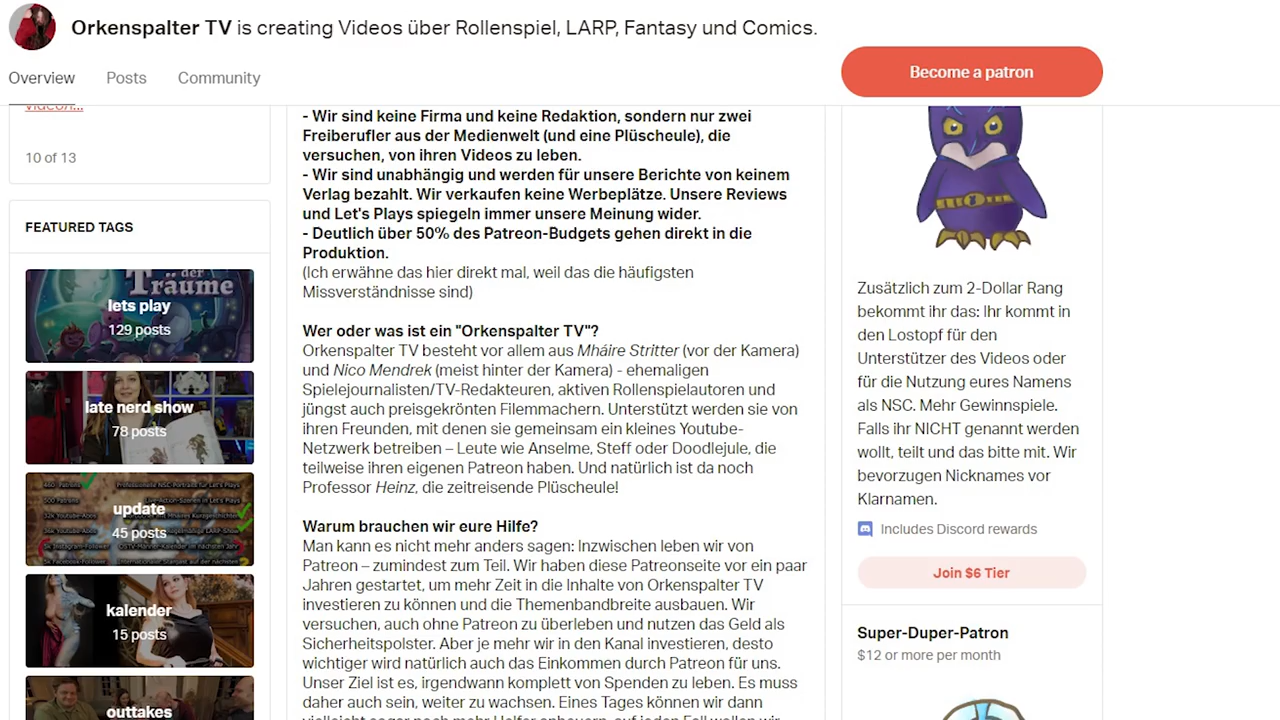 Orkenspalter TV is creating Videos über Rollenspiel, LARP, Fantasy und Comics.
Overview
Posts
Community
Become a patron
10 of 13
FEATURED TAGS
der
Träume
lets play
129 posts
late nerd show
78 posts
update
45 posts
kalender
15 posts
outtakes
- Wir sind keine Firma und keine Redaktion, sondern nur zwei
Freiberufler aus der Medienwelt (und eine Plüscheule), die
versuchen, von ihren Videos zu leben.
- Wir sind unabhängig und werden für unsere Berichte von keinem
Verlag bezahlt. Wir verkaufen keine Werbeplätze. Unsere Reviews
und Let's Plays spiegeln immer unsere Meinung wider.
- Deutlich über 50% des Patreon-Budgets gehen direkt in die
Produktion.
(Ich erwähne das hier direkt mal, weil das die häufigsten
Missverständnisse sind)
Wer oder was ist ein "Orkenspalter TV"?
Orkenspalter TV besteht vor allem aus Mháire Stritter (vor der Kamera)
und Nico Mendrek (meist hinter der Kamera) - ehemaligen
Spielejournalisten/TV-Redakteuren, aktiven Rollenspielautoren und
jüngst auch preisgekrönten Filemmachern. Unterstützt werden sie von
ihren Freunden, mit denen sie gemeinsam ein kleines Youtube-
Netzwerk betreiben – Leute wie Anselme, Steff oder Doodlejule, die
teilweise ihren eigenen Patreon haben. Und natürlich ist da noch
Professor Heinz, die zeitreisende Plüscheule!
Warum brauchen wir eure Hilfe?
Man kann es nicht mehr anders sagen: Inzwischen leben wir von
Patreon – zumindest zum Teil. Wir haben diese Patreonseite vor ein paar
Jahren gestartet, um mehr Zeit in die Inhalte von Orkenspalter TV
investieren zu können und die Themenbandbreite ausbauen. Wir
versuchen, auch ohne Patreon zu überleben und nutzen das Geld als
Sicherheitspolster. Aber je mehr wir in den Kanal investieren, desto
wichtiger wird natürlich auch das Einkommen durch Patreon für uns.
Unser Ziel ist es, irgendwann komplett von Spenden zu leben. Es muss
daher auch sein, weiter zu wachsen. Eines Tages können wir dann
Zusätzlich zum 2-Dollar Rang
bekommt ihr das: Ihr kommt in
den Lostopf für den
Unterstützer des Videos oder
für die Nutzung eures Namens
als NSC. Mehr Gewinnspiele.
Falls ihr NICHT genannt werden
wollt, teilt und das bitte mit. Wir
bevorzugen Nicknames vor
Klarnamen.
Includes Discord rewards
Join $6 Tier
Super-Duper-Patron
$12 or more per month